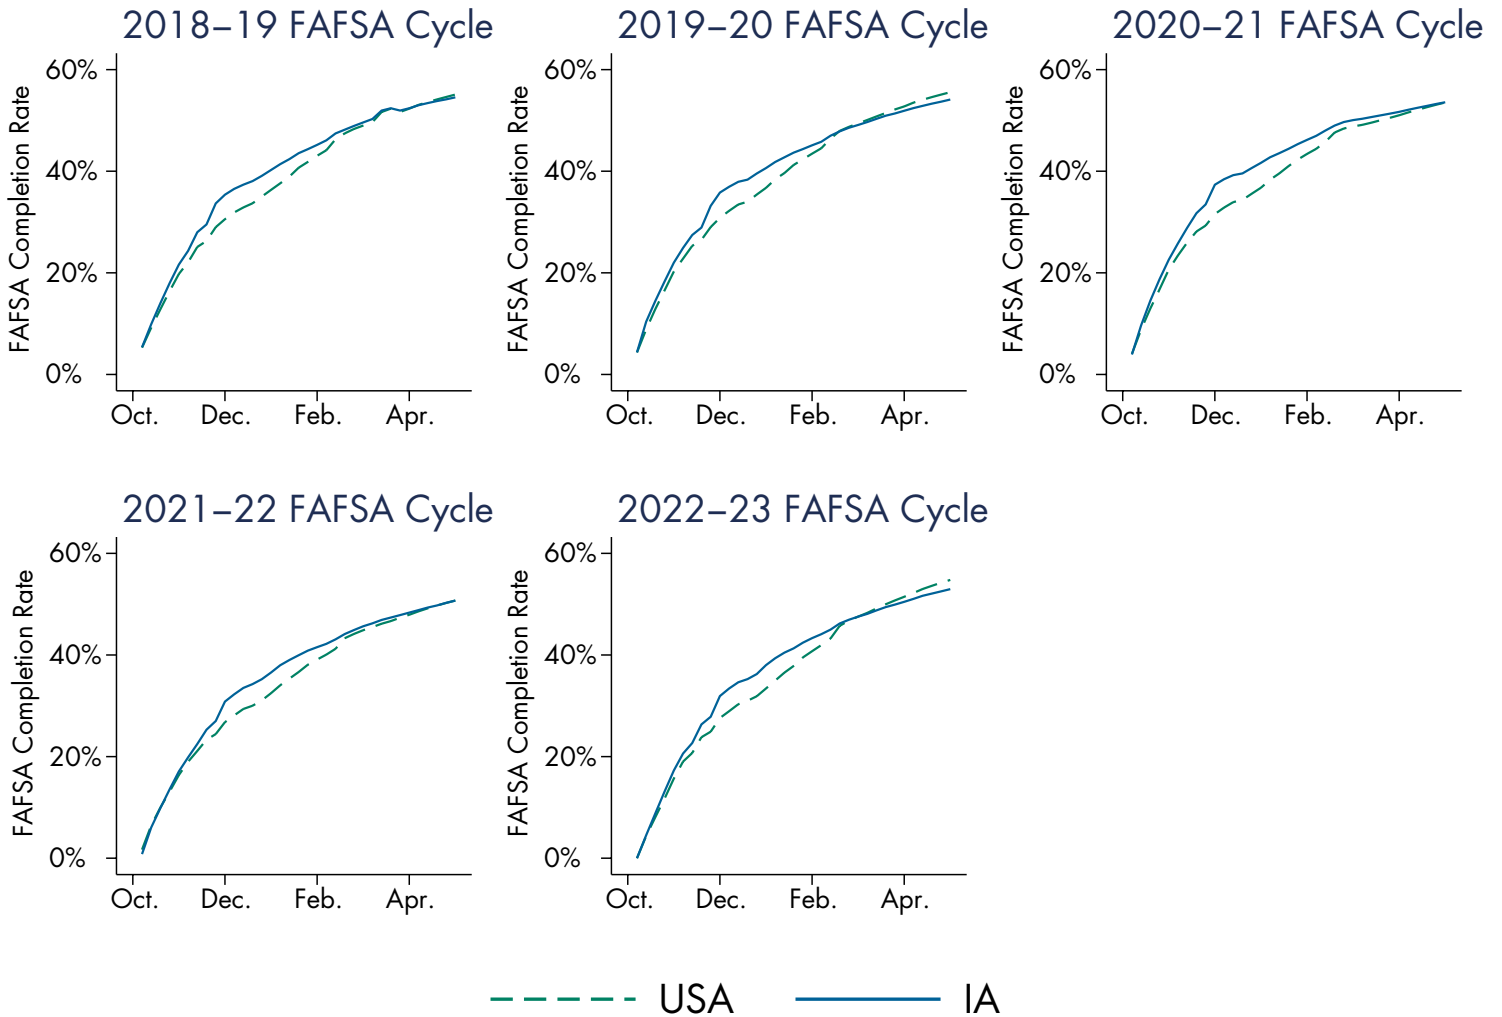 2018–19 FAFSA Cycle
FAFSA Completion Rate
60%
40%
20%
0%
Oct. Dec. Feb. Apr.
2019–20 FAFSA Cycle
FAFSA Completion Rate
60%
40%
20%
0%
Oct. Dec. Feb. Apr.
2020–21 FAFSA Cycle
FAFSA Completion Rate
60%
40%
20%
0%
Oct. Dec. Feb. Apr.
2021–22 FAFSA Cycle
FAFSA Completion Rate
60%
40%
20%
0%
Oct. Dec. Feb. Apr.
2022–23 FAFSA Cycle
FAFSA Completion Rate
60%
40%
20%
0%
Oct. Dec. Feb. Apr.
USA IA